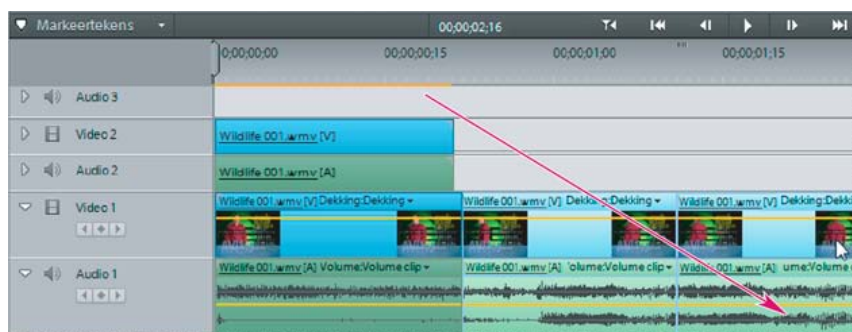 Markeertekens
00;00;02;16
0;00;00;00 00;00;00;15 00;00;01;00 00;00;01;15
Audio 3
Video 2
Wildlife 001.wmv [V]
Audio 2
Wildlife 001.wmv [A]
Video 1
Wildlife 001.wmv [V] Dekking:Dekking
Wildlife 001.wmv [V] Dekking:Dekking
Wildlife 001.wmv [V] Dekking:Dekki
Audio 1
Wildlife 001.wmv [A] Volume:Volume clip
Wildlife 001.wmv [A] 'olume:Volume clip
Wildlife 001.wmv [A] ume:Volume